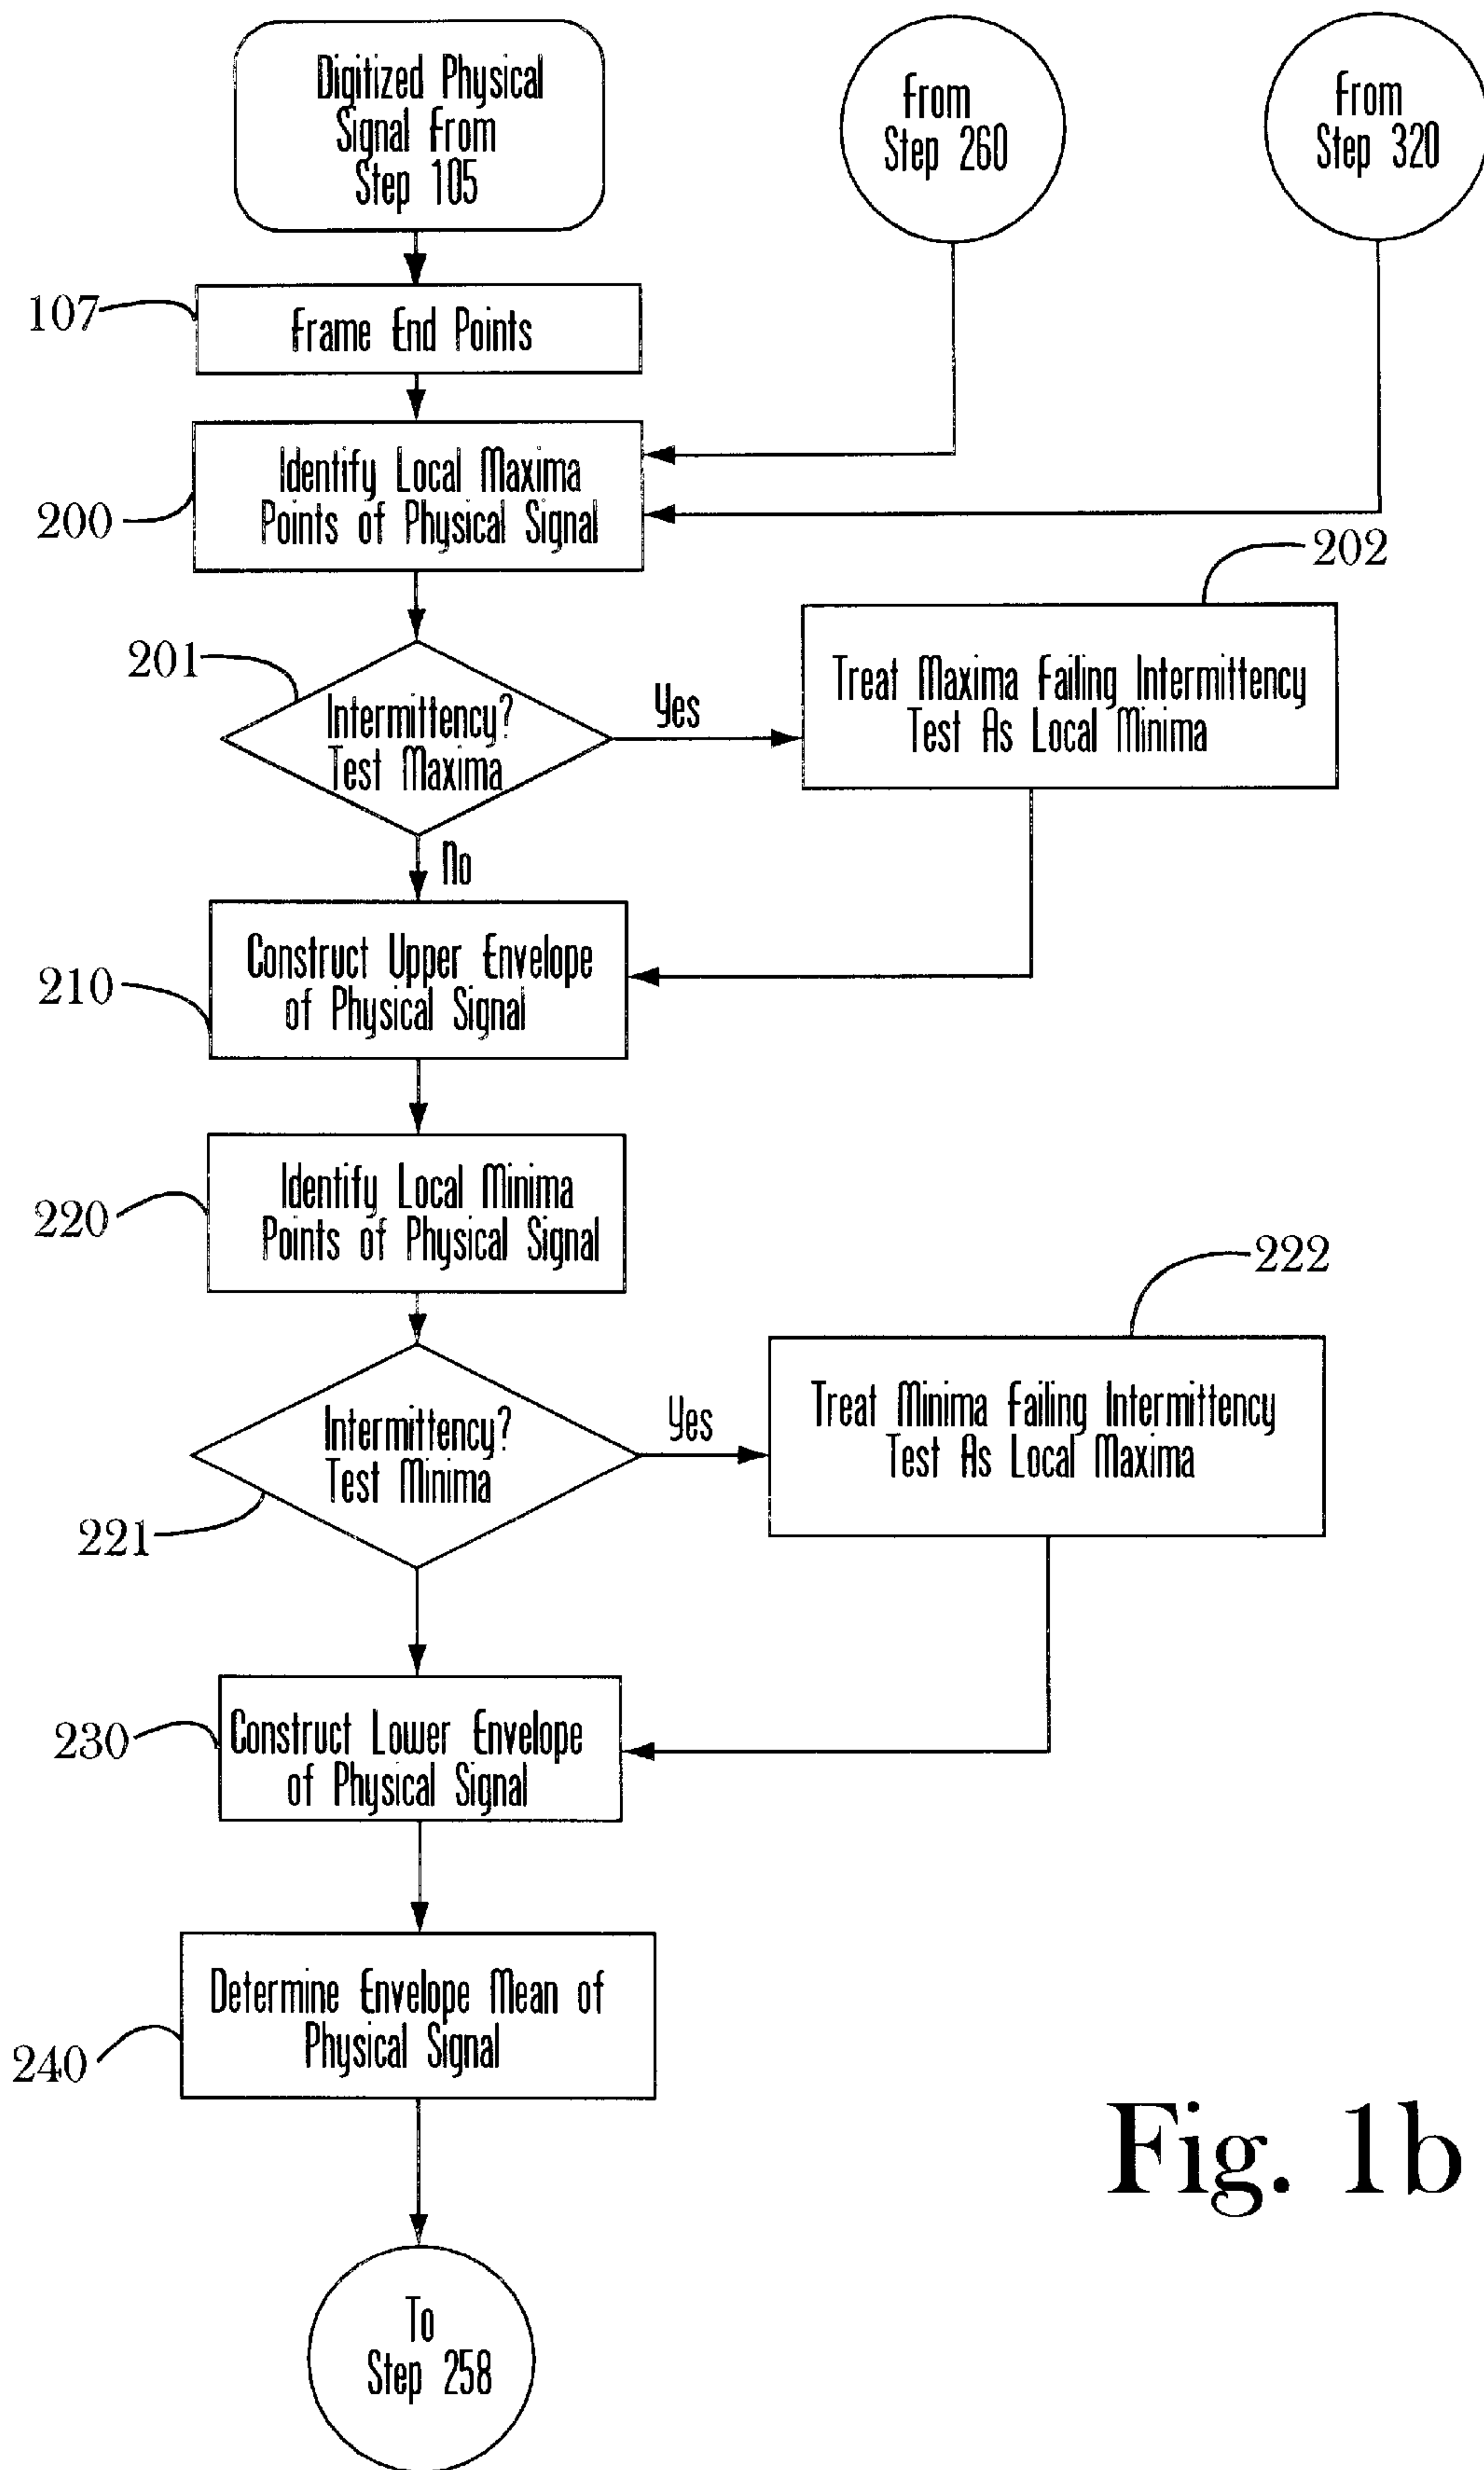 Digitized Physical
Signal From
Step 105
From
Step 260
From
Step 320
107
Frame End Points
200
Identify Local Maxima
Points of Physical Signal
202
201
Intermittency?
Test Maxima
Yes
Treat Maxima Failing Intermittency
Test As Local Minima
No
210
Construct Upper Envelope
of Physical Signal
220
Identify Local Minima
Points of Physical Signal
222
221
Intermittency?
Test Minima
Yes
Treat Minima Failing Intermittency
Test As Local Maxima
230
Construct Lower Envelope
of Physical Signal
240
Determine Envelope Mean of
Physical Signal
To
Step 258
Fig. 1b